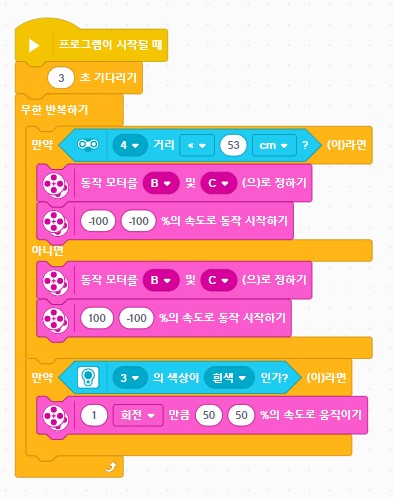 프로그램이 시작될 때
3 초 기다리기
무한 반복하기
만약 4 거리 < 53 cm ? (이)라면
동작 모터를 B 및 C (으)로 정하기
-100 -100 %의 속도로 동작 시작하기
아니면
동작 모터를 B 및 C (으)로 정하기
100 -100 %의 속도로 동작 시작하기
만약 3 의 색상이 흰색 인가? (이)라면
1 회전 만큼 50 50 %의 속도로 움직이기